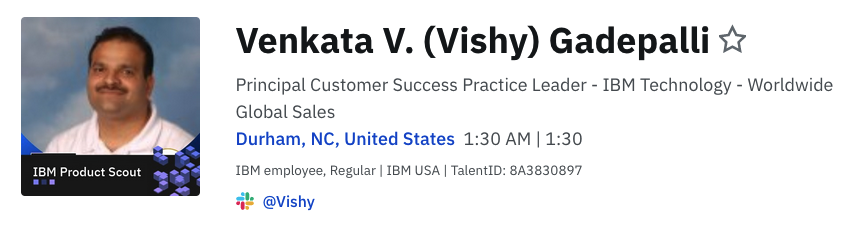 Venkata V. (Vishy) Gadepalli
Principal Customer Success Practice Leader - IBM Technology - Worldwide
Global Sales
Durham, NC, United States 1:30 AM | 1:30
IBM employee, Regular | IBM USA | TalentID: 8A3830897
@Vishy
IBM Product Scout